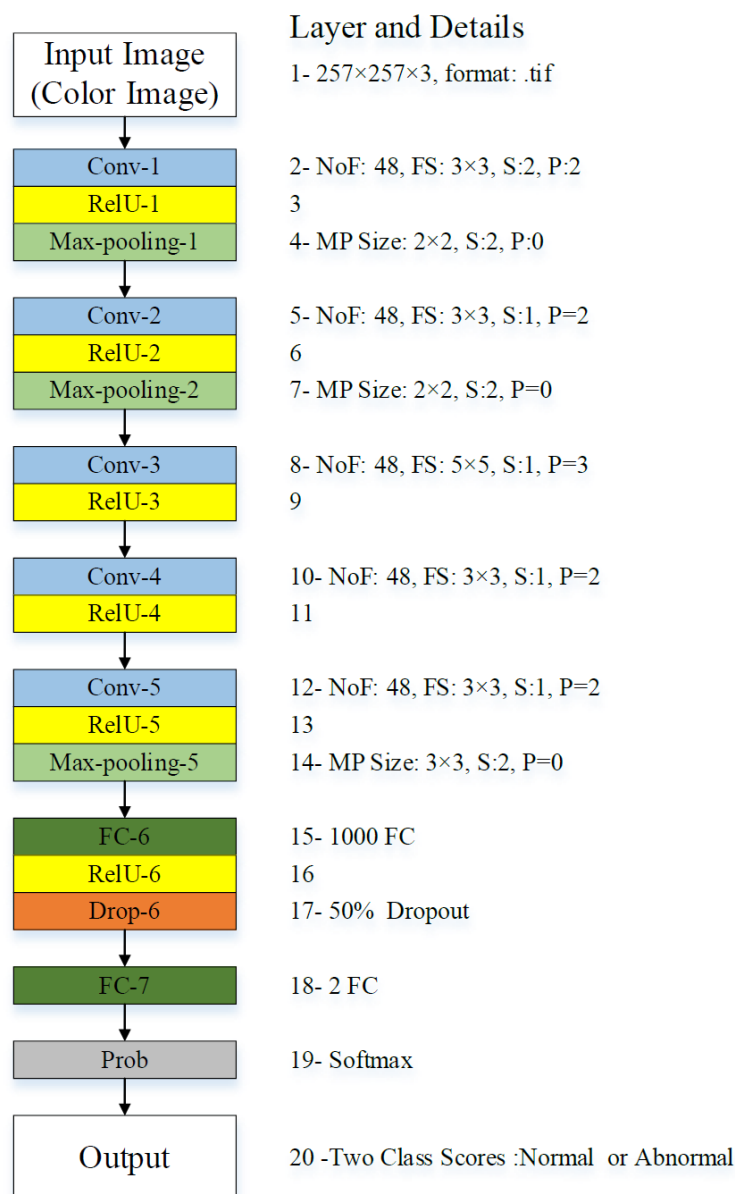 Layer and Details
Input Image
(Color Image)
1- 257×257×3, format: .tif
Conv-1
2- NoF: 48, FS: 3×3, S:2, P:2
RelU-1
3
Max-pooling-1
4- MP Size: 2×2, S:2, P:0
Conv-2
5- NoF: 48, FS: 3×3, S:1, P=2
RelU-2
6
Max-pooling-2
7- MP Size: 2×2, S:2, P=0
Conv-3
8- NoF: 48, FS: 5×5, S:1, P=3
RelU-3
9
Conv-4
10- NoF: 48, FS: 3×3, S:1, P=2
RelU-4
11
Conv-5
12- NoF: 48, FS: 3×3, S:1, P=2
RelU-5
13
Max-pooling-5
14- MP Size: 3×3, S:2, P=0
FC-6
15- 1000 FC
RelU-6
16
Drop-6
17- 50% Dropout
FC-7
18- 2 FC
Prob
19- Softmax
Output
20 -Two Class Scores :Normal or Abnormal